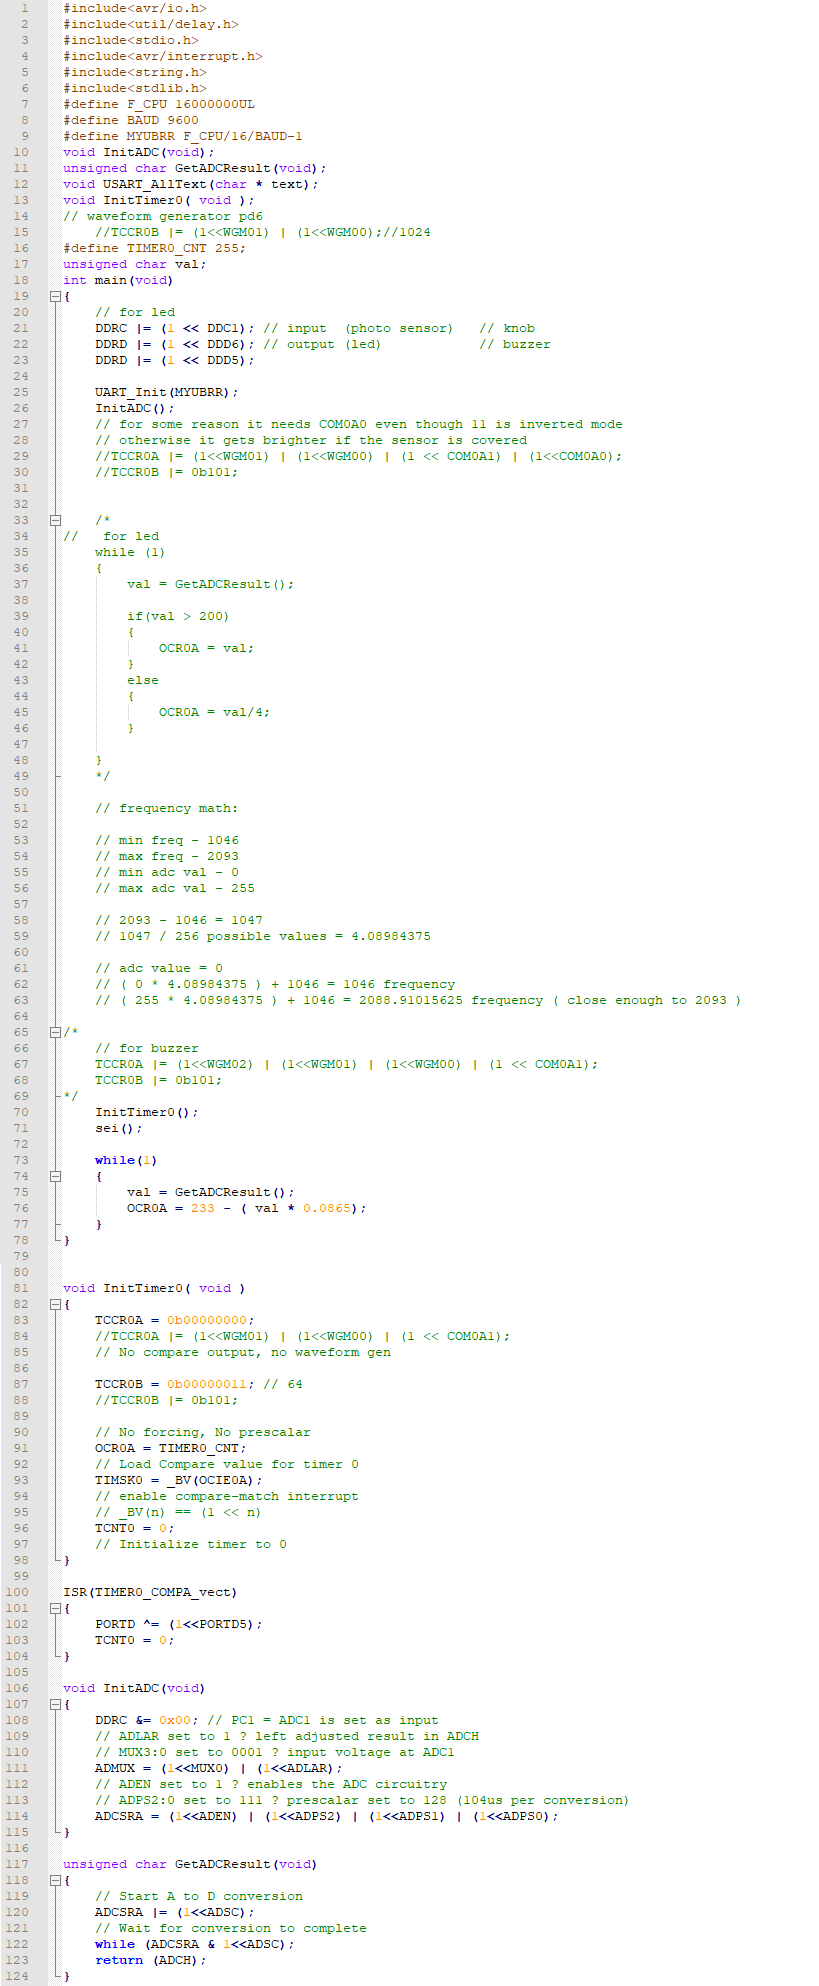 1 #include<avr/io.h>
2 #include<util/delay.h>
3 #include<stdio.h>
4 #include<avr/interrupt.h>
5 #include<string.h>
6 #include<stdlib.h>
7 #define F_CPU 16000000UL
8 #define BAUD 9600
9 #define MYUBRR F_CPU/16/BAUD-1
10 void InitADC(void);
11 unsigned char GetADCResult(void);
12 void USART_AllText(char * text);
13 void InitTimer0( void );
14 // waveform generator pd6
15 //TCCR0B |= (1<<WGM01) | (1<<WGM00);//1024
16 #define TIMER0_CNT 255;
17 unsigned char val;
18 int main(void)
19 {
20 // for led
21 DDRC |= (1 << DDC1); // input (photo sensor) // knob
22 DDRD |= (1 << DDD6); // output (led) // buzzer
23 DDRD |= (1 << DDD5);
24
25 UART_Init(MYUBRR);
26 InitADC();
27 // for some reason it needs COM0A0 even though 11 is inverted mode
28 // otherwise it gets brighter if the sensor is covered
29 //TCCR0A |= (1<<WGM01) | (1<<WGM00) | (1 << COM0A1) | (1<<COM0A0);
30 //TCCR0B |= 0b101;
31
32
33 /*
34 // for led
35 while (1)
36 {
37 val = GetADCResult();
38
39 if(val > 200)
40 {
41 OCR0A = val;
42 }
43 else
44 {
45 OCR0A = val/4;
46 }
47
48 }
49 */
50
51 // frequency math:
52
53 // min freq - 1046
54 // max freq - 2093
55 // min adc val - 0
56 // max adc val - 255
57
58 // 2093 - 1046 = 1047
59 // 1047 / 256 possible values = 4.08984375
60
61 // adc value = 0
62 // ( 0 * 4.08984375 ) + 1046 = 1046 frequency
63 // ( 255 * 4.08984375 ) + 1046 = 2088.91015625 frequency ( close enough to 2093 )
64
65 /*
66 // for buzzer
67 TCCR0A |= (1<<WGM02) | (1<<WGM01) | (1<<WGM00) | (1 << COM0A1);
68 TCCR0B |= 0b101;
69 */
70 InitTimer0();
71 sei();
72
73 while(1)
74 {
75 val = GetADCResult();
76 OCR0A = 233 - ( val * 0.0865);
77 }
78 }
79
80
81 void InitTimer0( void )
82 {
83 TCCR0A = 0b00000000;
84 //TCCR0A |= (1<<WGM01) | (1<<WGM00) | (1 << COM0A1);
85 // No compare output, no waveform gen
86
87 TCCR0B = 0b00000011; // 64
88 //TCCR0B |= 0b101;
89
90 // No forcing, No prescalar
91 OCR0A = TIMER0_CNT;
92 // Load Compare value for timer 0
93 TIMSK0 = _BV(OCIE0A);
94 // enable compare-match interrupt
95 // _BV(n) == (1 << n)
96 TCNT0 = 0;
97 // Initialize timer to 0
98 }
99
100 ISR(TIMER0_COMPA_vect)
101 {
102 PORTD ^= (1<<PORTD5);
103 TCNT0 = 0;
104 }
105
106 void InitADC(void)
107 {
108 DDRC &= 0x00; // PC1 = ADC1 is set as input
109 // ADLAR set to 1 ? left adjusted result in ADCH
110 // MUX3:0 set to 0001 ? input voltage at ADC1
111 ADMUX = (1<<MUX0) | (1<<ADLAR);
112 // ADEN set to 1 ? enables the ADC circuitry
113 // ADPS2:0 set to 111 ? prescalar set to 128 (104us per conversion)
114 ADCSRA = (1<<ADEN) | (1<<ADPS2) | (1<<ADPS1) | (1<<ADPS0);
115 }
116
117 unsigned char GetADCResult(void)
118 {
119 // Start A to D conversion
120 ADCSRA |= (1<<ADSC);
121 // Wait for conversion to complete
122 while (ADCSRA & 1<<ADSC);
123 return (ADCH);
124 }